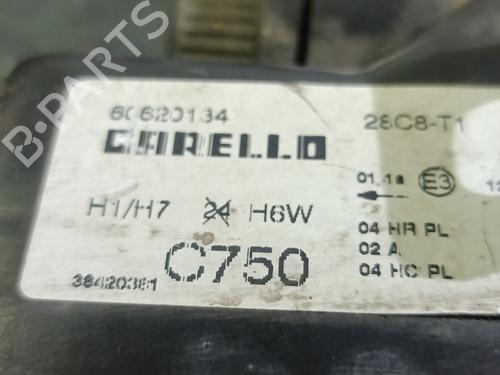 B-PARTS
60620134
CARELLO
28C8-T1
01.1a E3
H1/H7 24 H6W
04 HR PL
02 A
04 HC PL
C750
38420361